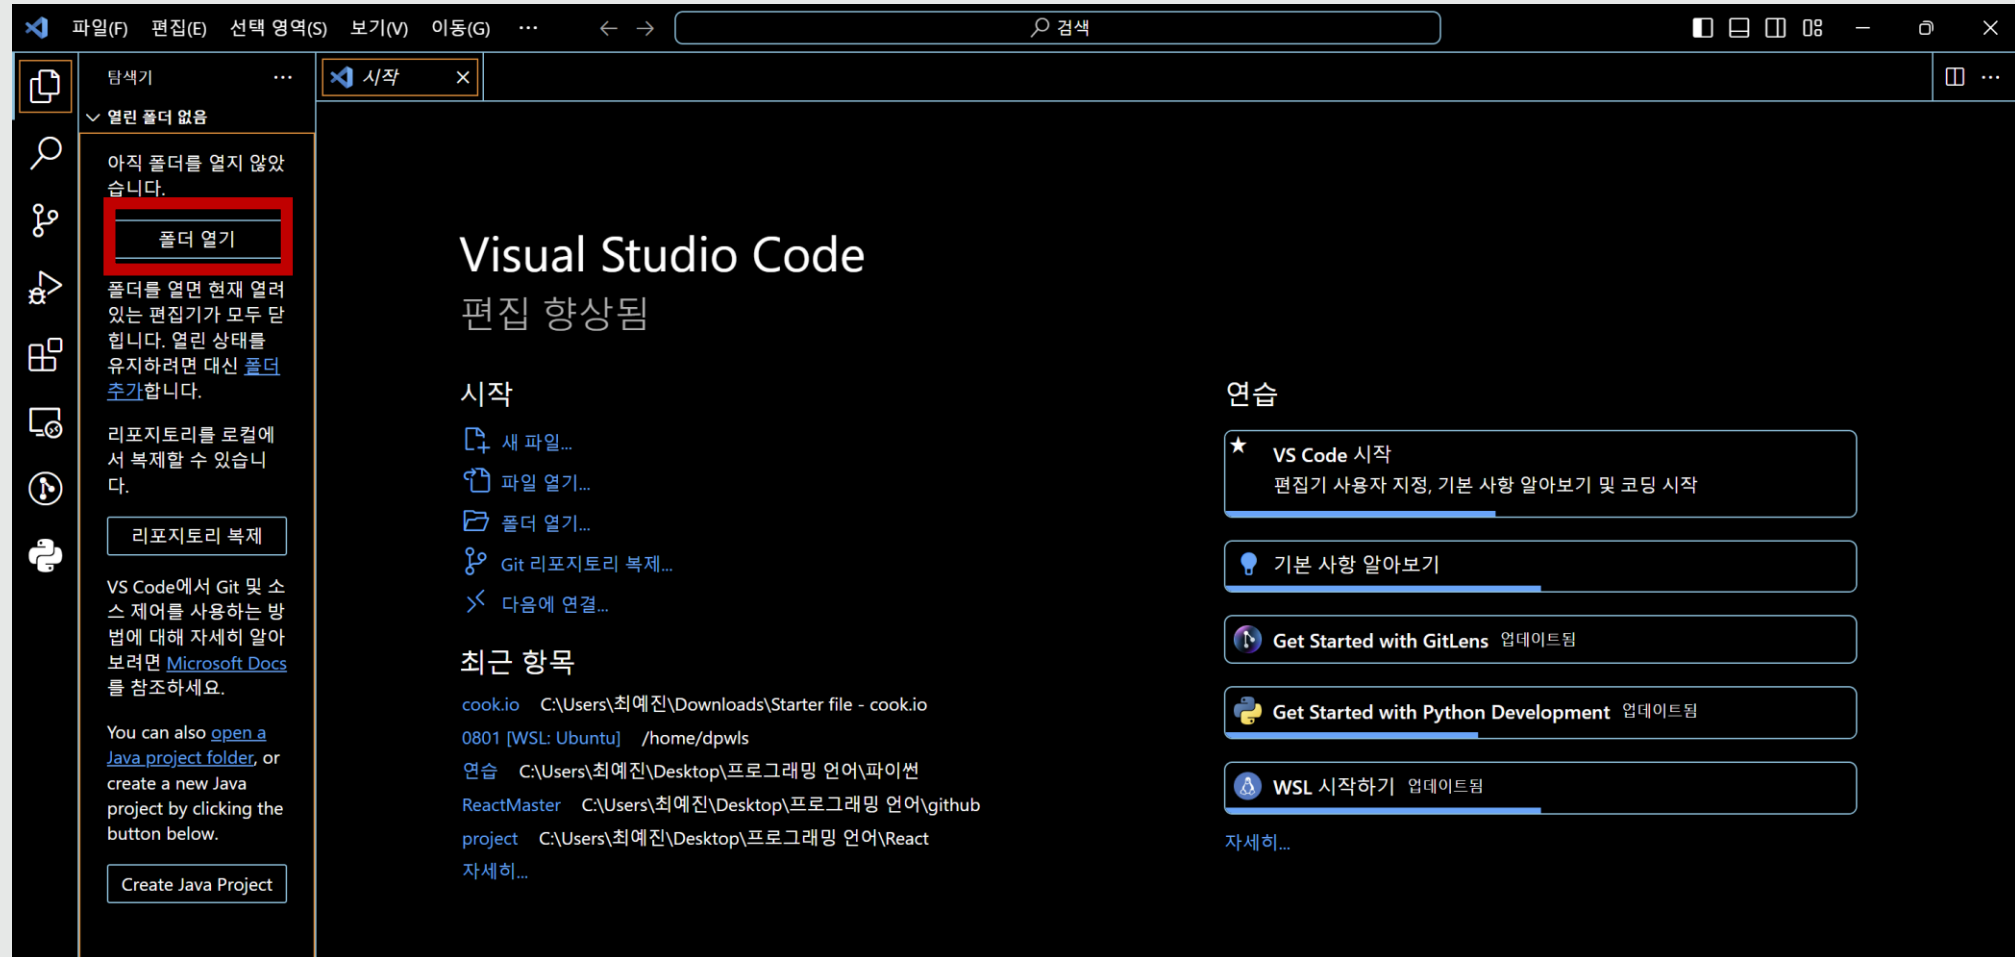 파일(F) 편집(E) 선택 영역(S) 보기(V) 이동(G) ··· 검색
탐색기 ···
시작
열린 폴더 없음
아직 폴더를 열지 않았
습니다.
폴더 열기
폴더를 열면 현재 열려
있는 편집기가 모두 닫
힙니다. 열린 상태를
유지하려면 대신 폴더
추가합니다.
리포지토리를 로컬에
서 복제할 수 있습니
다.
리포지토리 복제
VS Code에서 Git 및 소
스 제어를 사용하는 방
법에 대해 자세히 알아
보려면 Microsoft Docs
를 참조하세요.
You can also open a
Java project folder, or
create a new Java
project by clicking the
button below.
Create Java Project
Visual Studio Code
편집 향상됨
시작
새 파일...
파일 열기...
폴더 열기...
Git 리포지토리 복제...
다음에 연결...
최근 항목
cook.io C:\Users\최예진\Downloads\Starter file - cook.io
0801 [WSL: Ubuntu] /home/dpwls
연습 C:\Users\최예진\Desktop\프로그래밍 언어\파이썬
ReactMaster C:\Users\최예진\Desktop\프로그래밍 언어\github
project C:\Users\최예진\Desktop\프로그래밍 언어\React
자세히...
연습
VS Code 시작
편집기 사용자 지정, 기본 사항 알아보기 및 코딩 시작
기본 사항 알아보기
Get Started with GitLens 업데이트됨
Get Started with Python Development 업데이트됨
WSL 시작하기 업데이트됨
자세히...